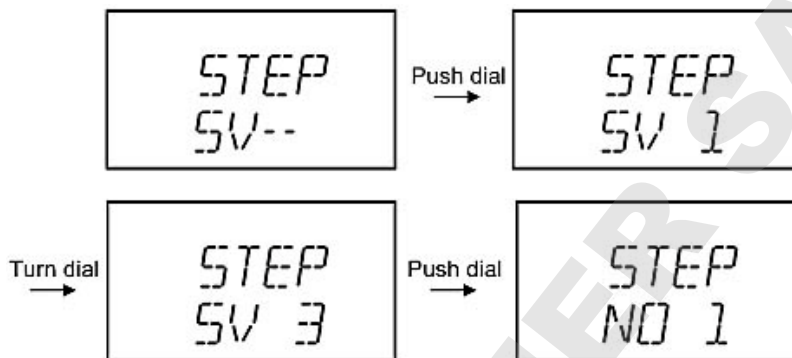 STEP
SV--
Push dial
STEP
SV 1
Turn dial
STEP
SV 3
Push dial
STEP
NO 1